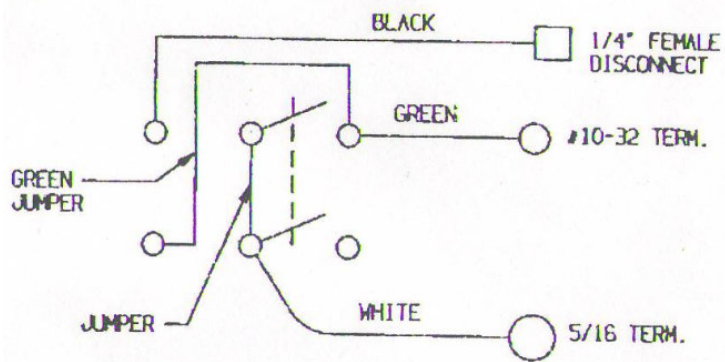 BLACK
1/4" FEMALE
DISCONNECT
GREEN
#10-32 TERM.
GREEN
JUMPER
JUMPER
WHITE
5/16 TERM.